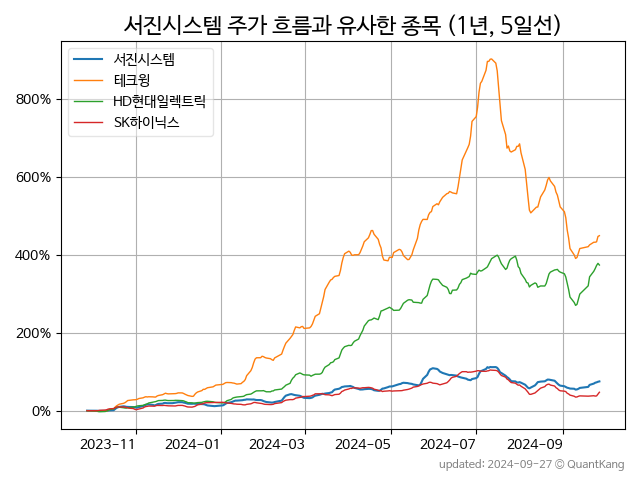 서진시스템 주가 흐름과 유사한 종목 (1년, 5일선)
서진시스템
테크윙
HD현대일렉트릭
SK하이닉스
800%
600%
400%
200%
0%
2023-11 2024-01 2024-03 2024-05 2024-07 2024-09
updated: 2024-09-27 © QuantKang